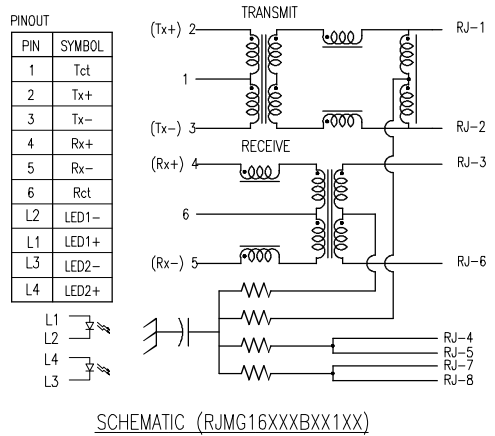 PINOUT
PIN SYMBOL
1 Tct
2 Tx+
3 Tx-
4 Rx+
5 Rx-
6 Rct
L2 LED1-
L1 LED1+
L3 LED2-
L4 LED2+
L1
L2
L4
L3
TRANSMIT
(Tx+) 2
RJ-1
1
(Tx-) 3
RJ-2
RECEIVE
(Rx+) 4
RJ-3
6
(Rx-) 5
RJ-6
RJ-4
RJ-5
RJ-7
RJ-8
SCHEMATIC (RJMG16XXXBXX1XX)